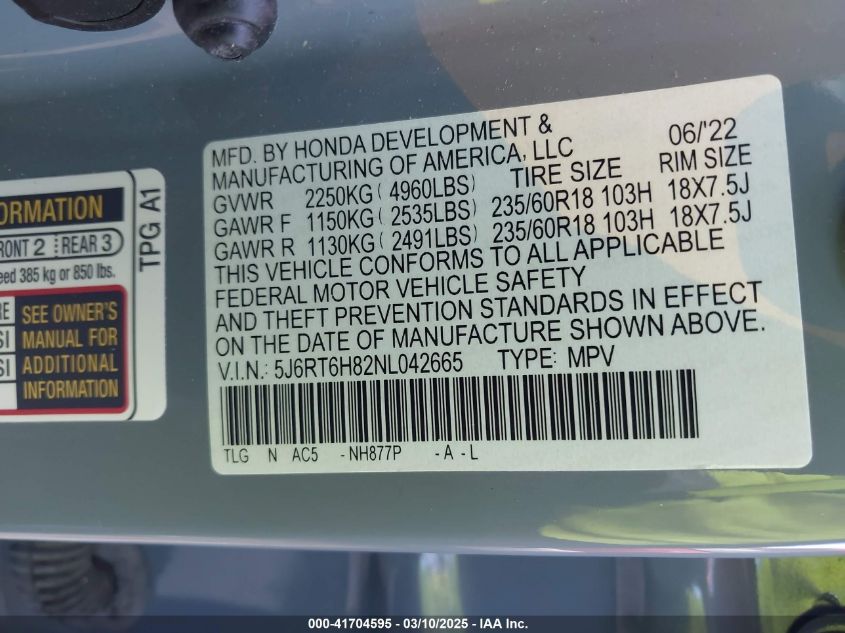 MFD. BY HONDA DEVELOPMENT & 06/'22
MANUFACTURING OF AMERICA, LLC
GVWR 2250KG( 4960LBS) TIRE SIZE RIM SIZE
GAWR F 1150KG( 2535LBS) 235/60R18 103H 18X7.5J
GAWR R 1130KG( 2491LBS) 235/60R18 103H 18X7.5J
THIS VEHICLE CONFORMS TO ALL APPLICABLE
FEDERAL MOTOR VEHICLE SAFETY
AND THEFT PREVENTION STANDARDS IN EFFECT
ON THE DATE OF MANUFACTURE SHOWN ABOVE.
V.I.N.: 5J6RT6H82NL042665 TYPE: MPV
TLG N AC5 -NH877P -A -L
ORMATION
RONT 2 REAR 3
eed 385 kg or 850 lbs.
RE
SI
SI
SEE OWNER'S
MANUAL FOR
ADDITIONAL
INFORMATION
TPG A1
000-41704595 - 03/10/2025 - IAA Inc.